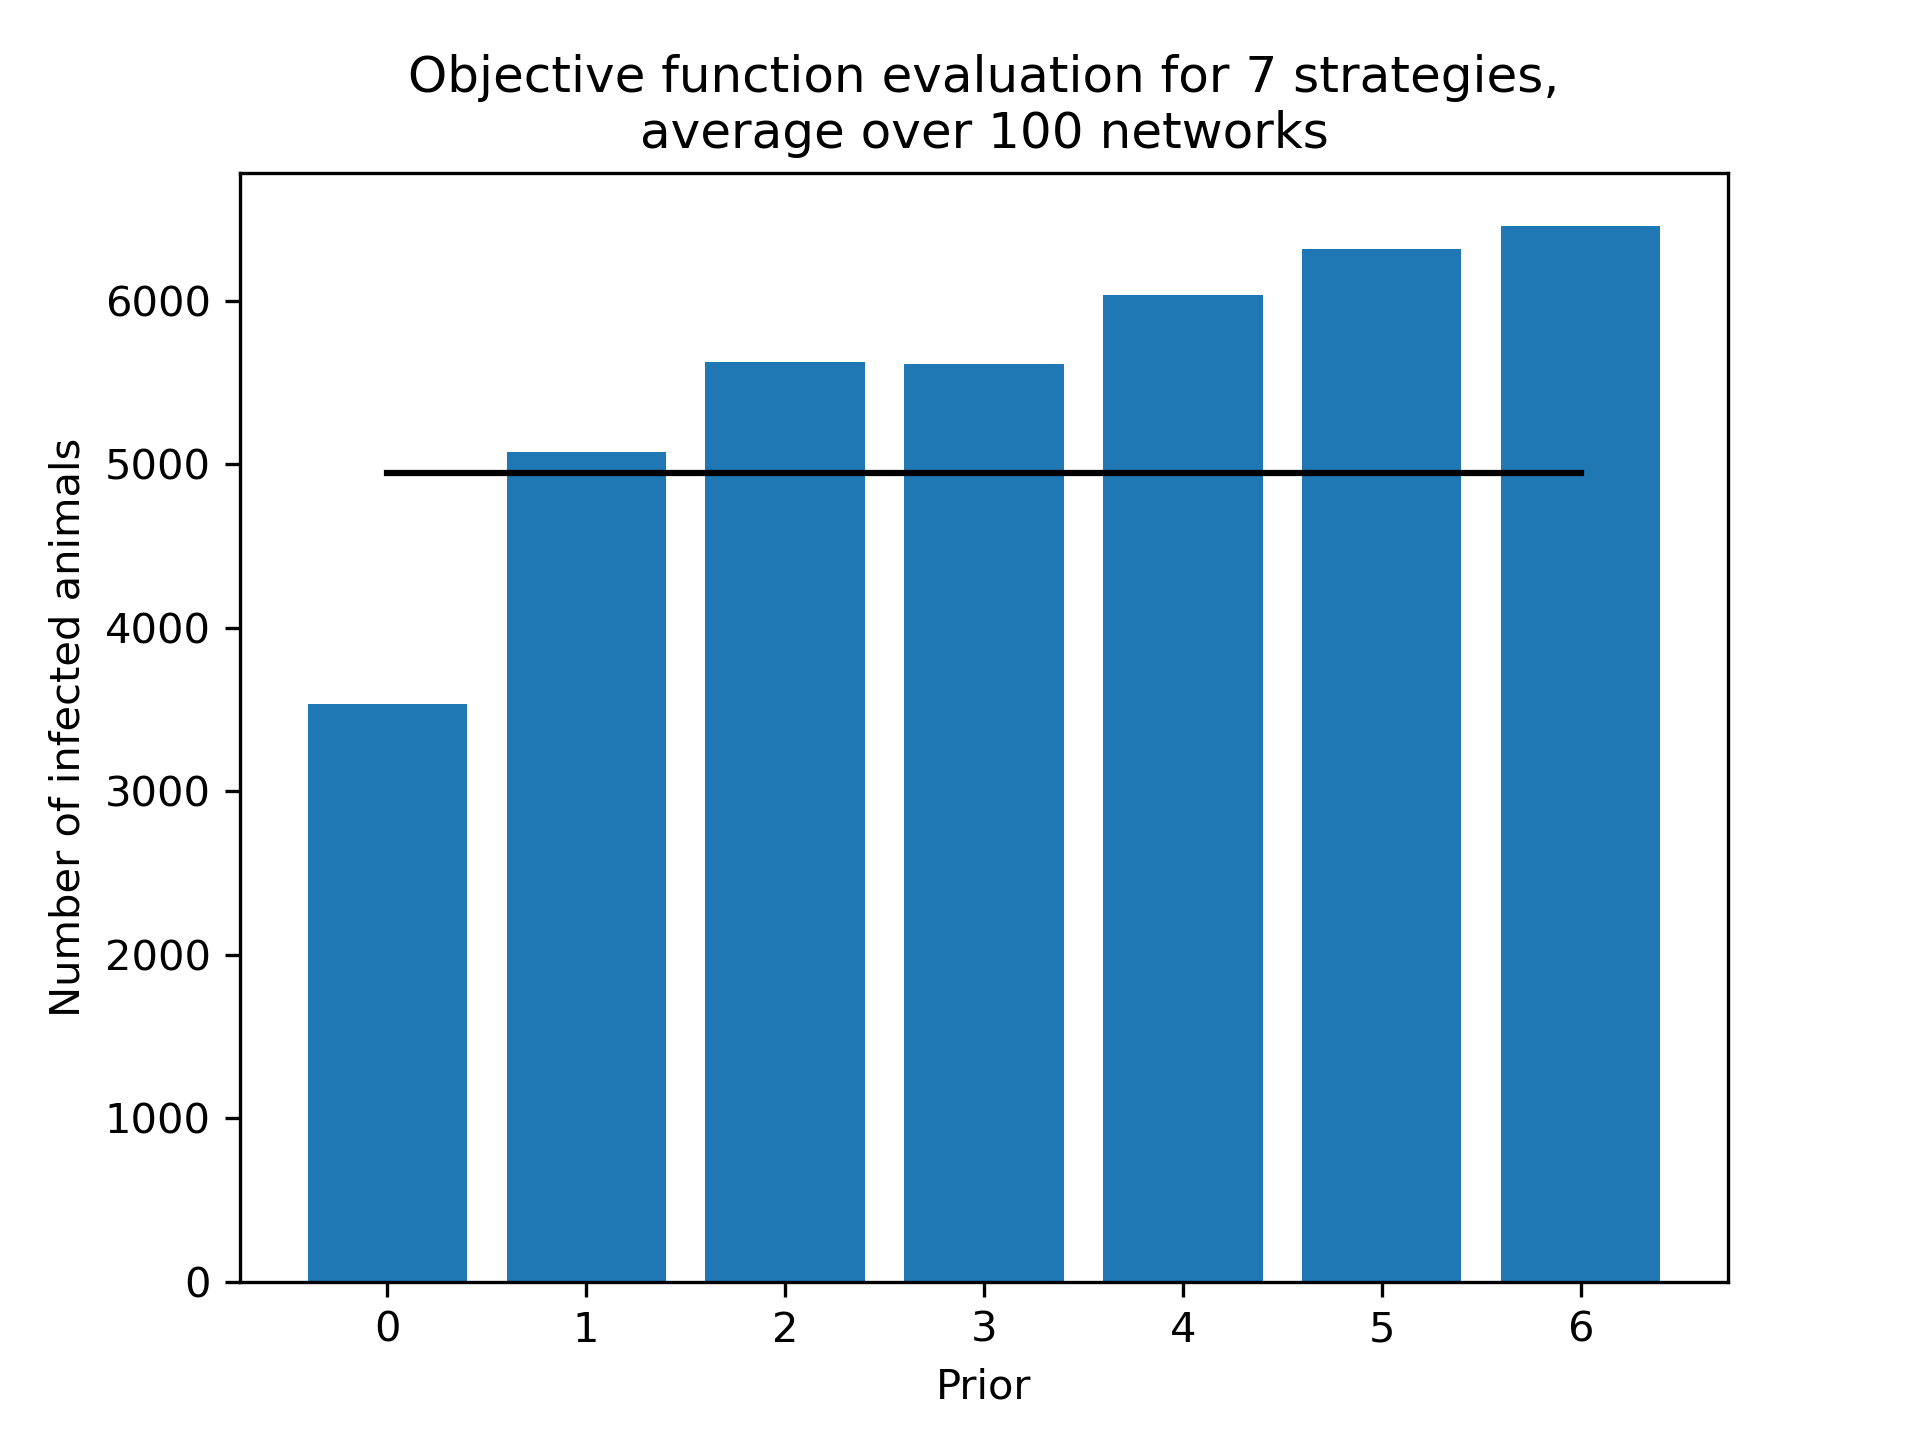 Objective function evaluation for 7 strategies,
average over 100 networks
Number of infected animals
6000
5000
4000
3000
2000
1000
0
0 1 2 3 4 5 6
Prior